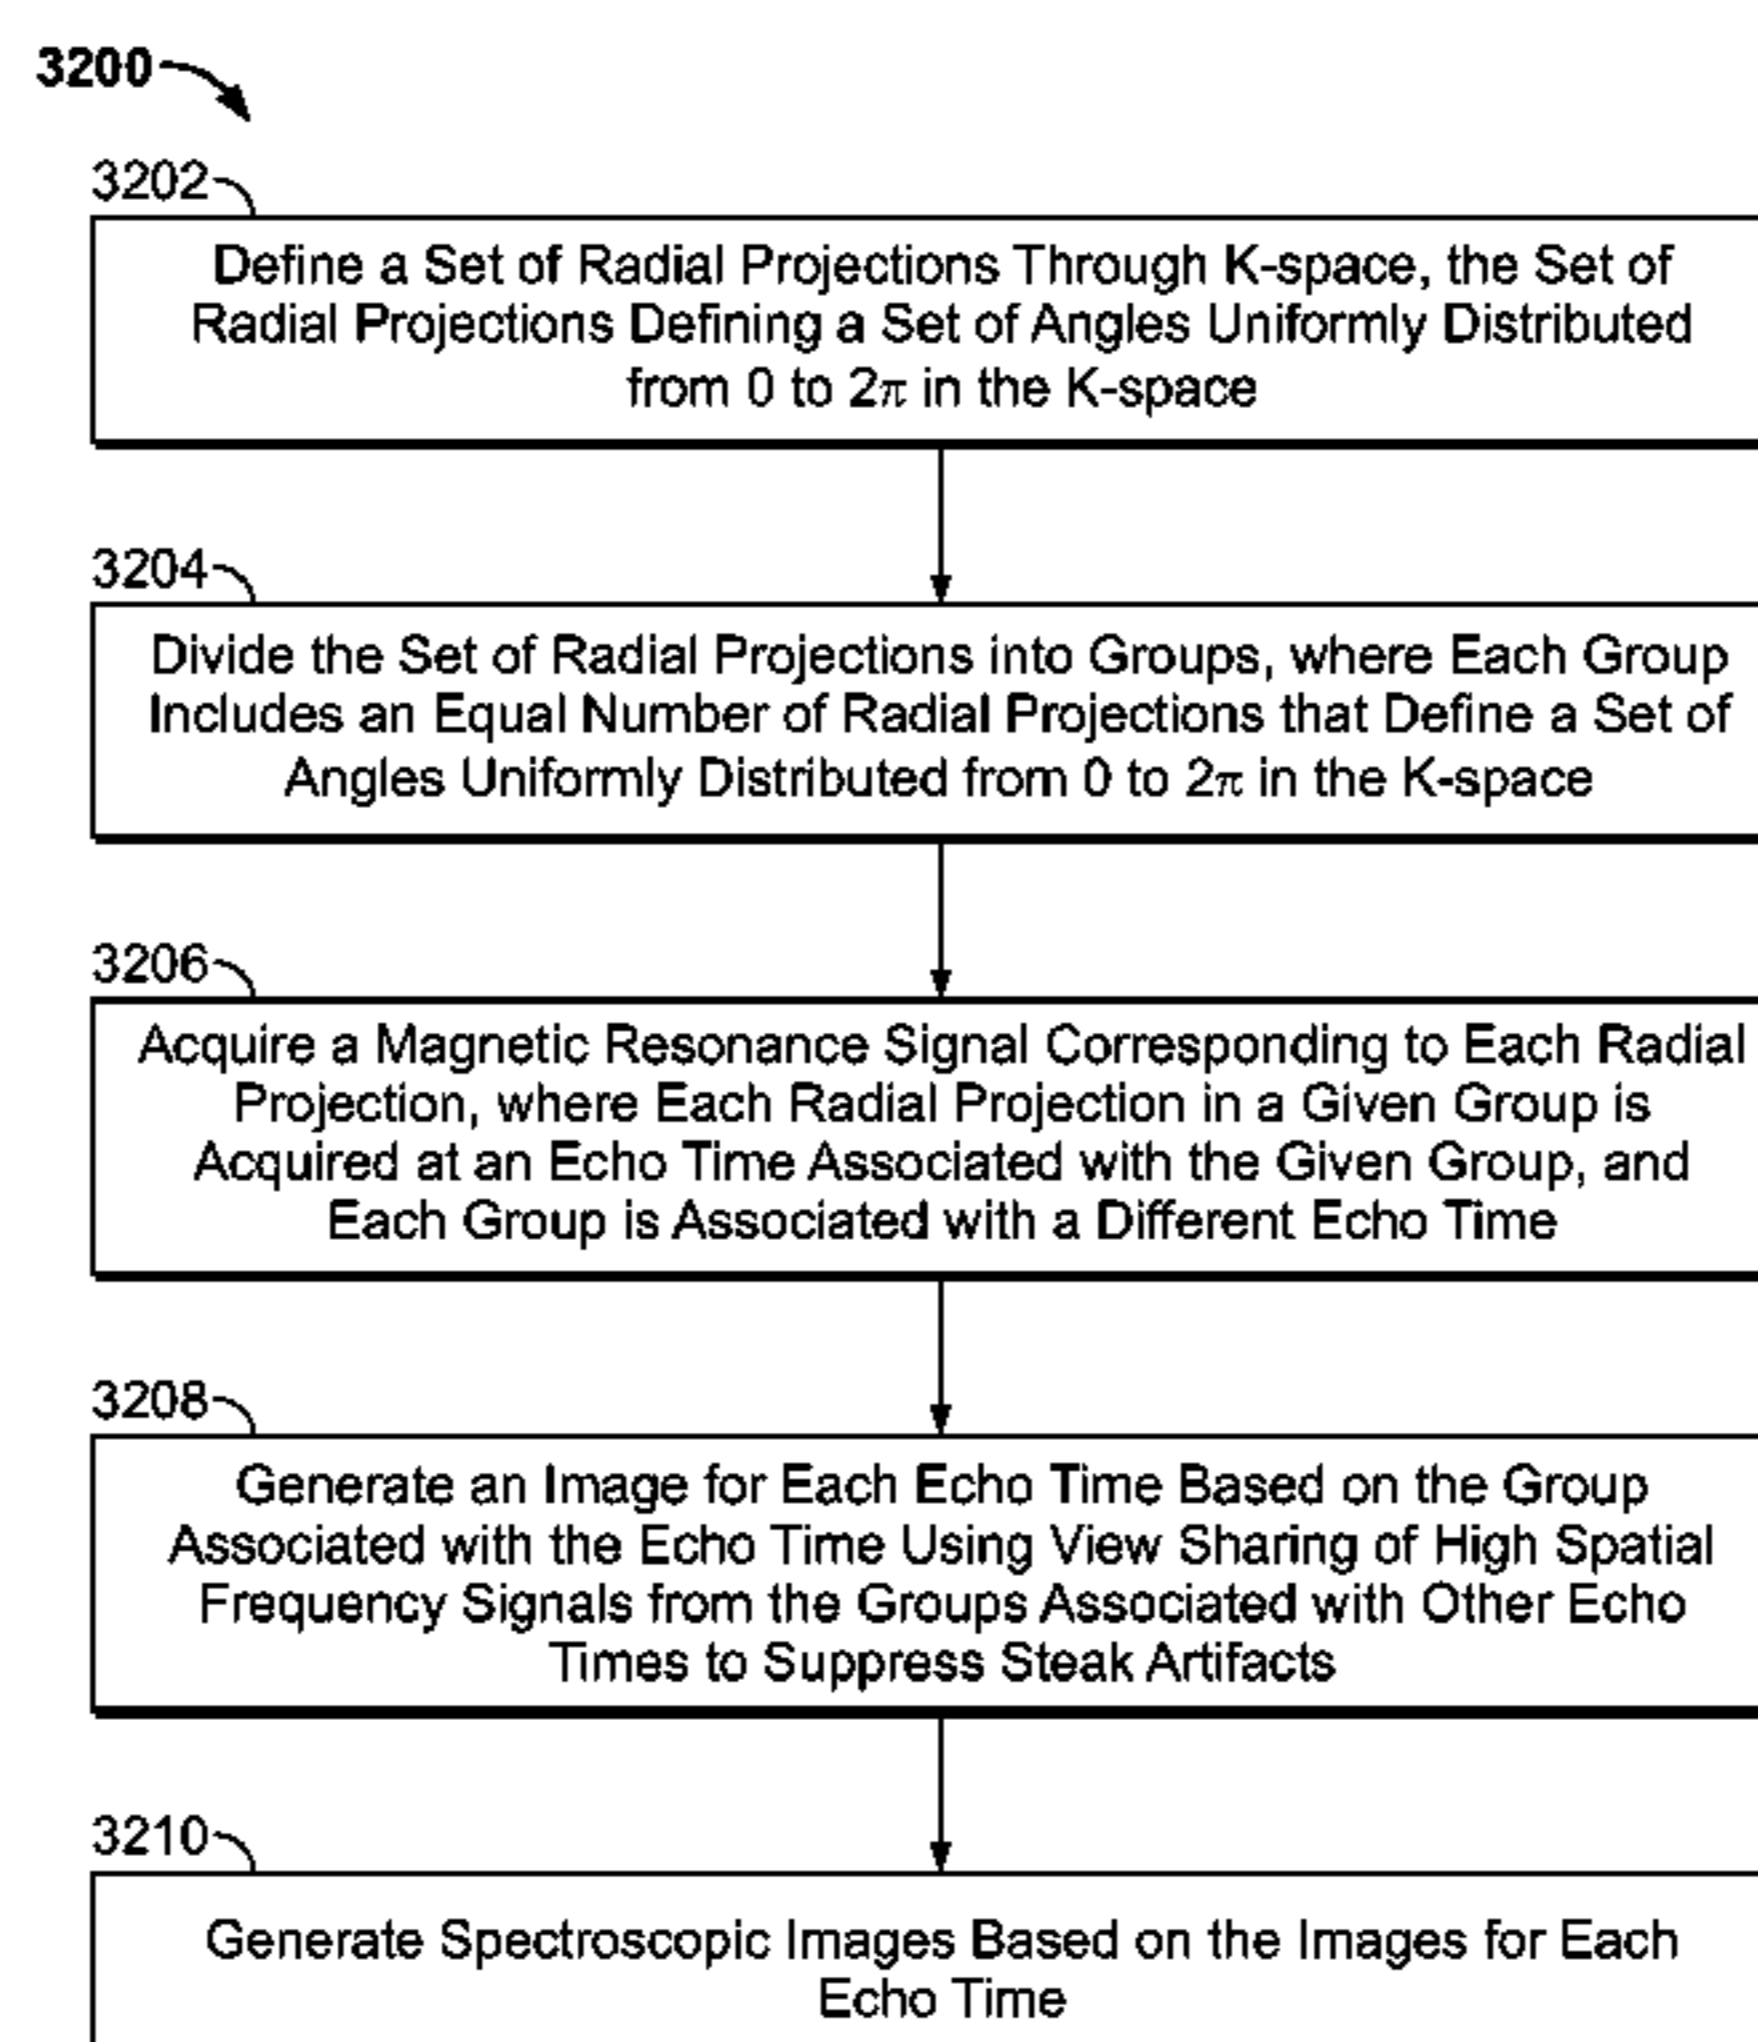 3200
3202
Define a Set of Radial Projections Through K-space, the Set of
Radial Projections Defining a Set of Angles Uniformly Distributed
from 0 to 2π in the K-space
3204
Divide the Set of Radial Projections into Groups, where Each Group
Includes an Equal Number of Radial Projections that Define a Set of
Angles Uniformly Distributed from 0 to 2π in the K-space
3206
Acquire a Magnetic Resonance Signal Corresponding to Each Radial
Projection, where Each Radial Projection in a Given Group is
Acquired at an Echo Time Associated with the Given Group, and
Each Group is Associated with a Different Echo Time
3208
Generate an Image for Each Echo Time Based on the Group
Associated with the Echo Time Using View Sharing of High Spatial
Frequency Signals from the Groups Associated with Other Echo
Times to Suppress Steak Artifacts
3210
Generate Spectroscopic Images Based on the Images for Each
Echo Time